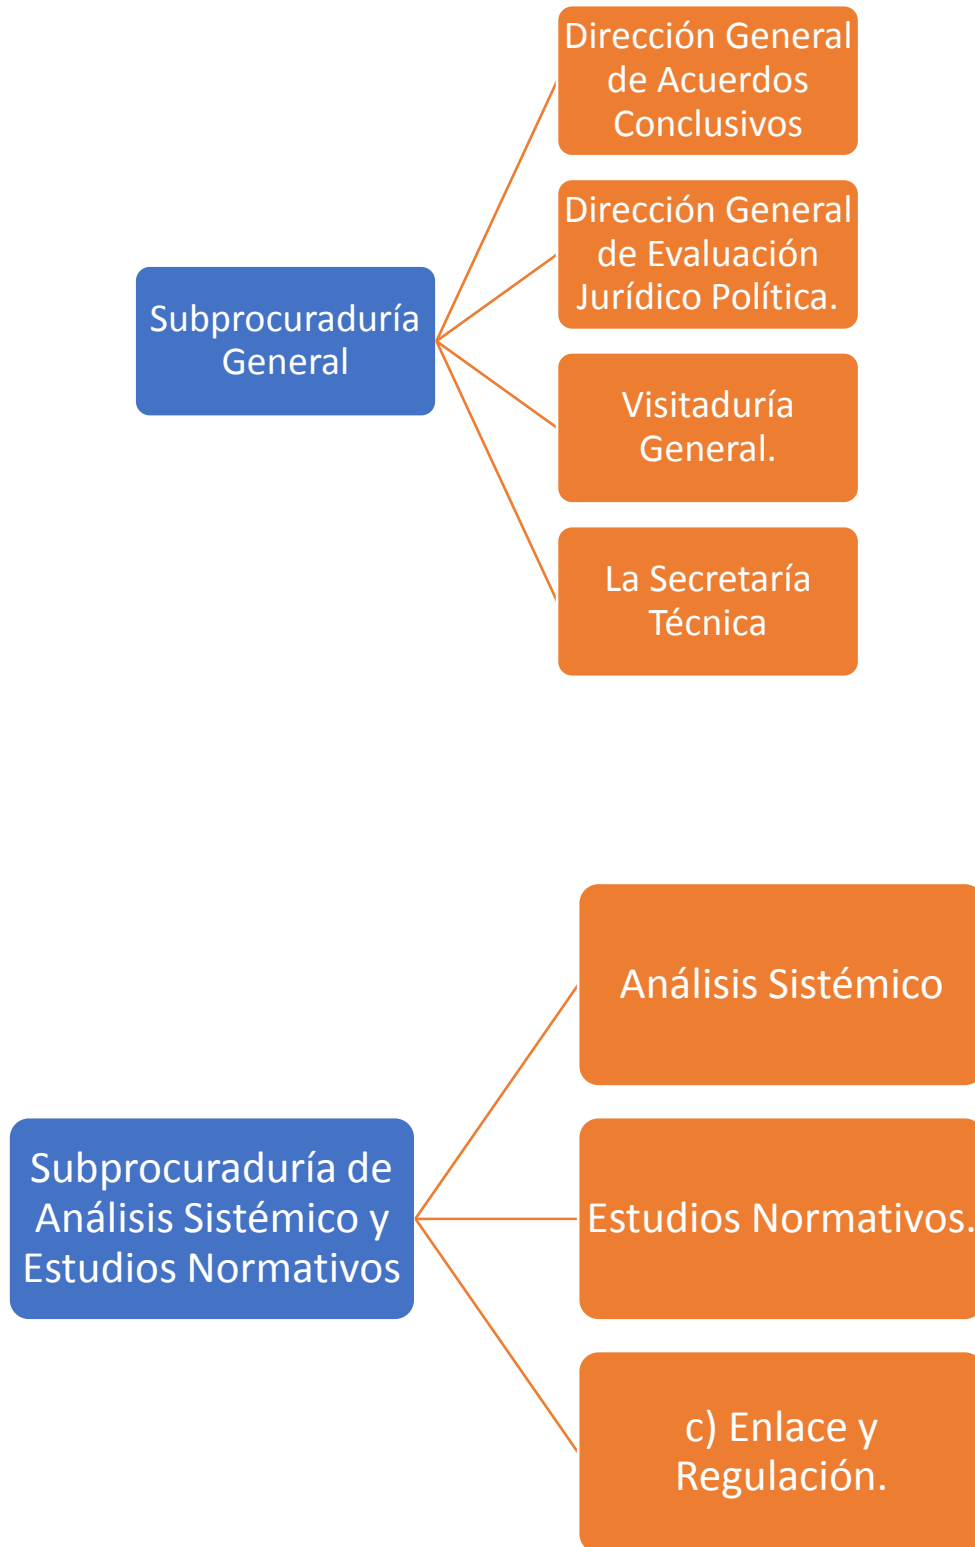 Subprocuraduría
General
Dirección General
de Acuerdos
Conclusivos
Dirección General
de Evaluación
Jurídico Política.
Visitaduría
General.
La Secretaría
Técnica
Subprocuraduría de
Análisis Sistémico y
Estudios Normativos
Análisis Sistémico
Estudios Normativos.
c) Enlace y
Regulación.